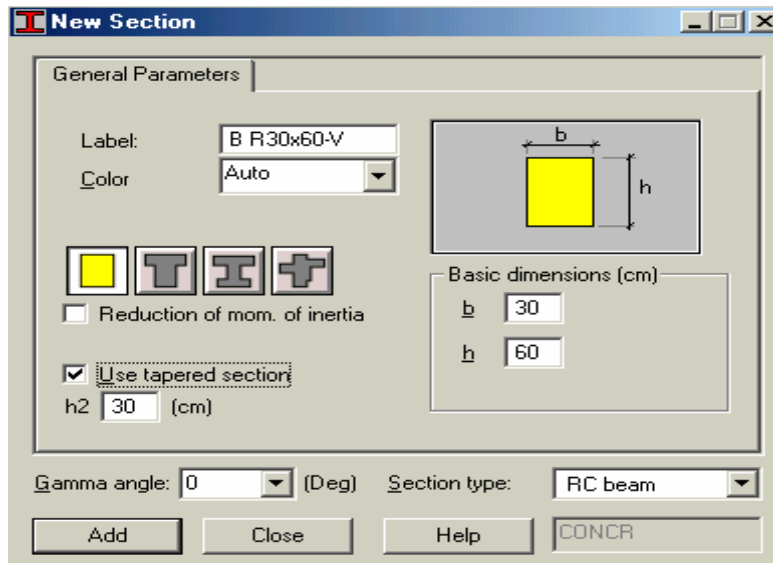 New Section
General Parameters
Label: B R30x60-V
Color Auto
b
h
Reduction of mom. of inertia
Use tapered section
h2 30 (cm)
Basic dimensions (cm)
b 30
h 60
Gamma angle: 0 (Deg) Section type: RC beam
Add Close Help CONCR